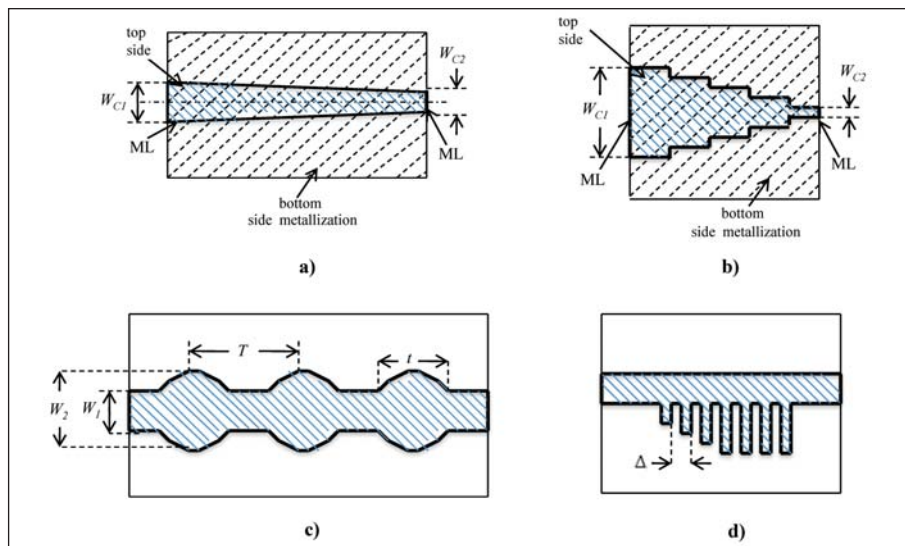 top
side
W_C1
W_C2
ML
ML
bottom
side metallization
a)
top
side
W_C1
W_C2
ML
ML
bottom
side metallization
b)
T
t
W_2
W_1
c)
Δ
d)